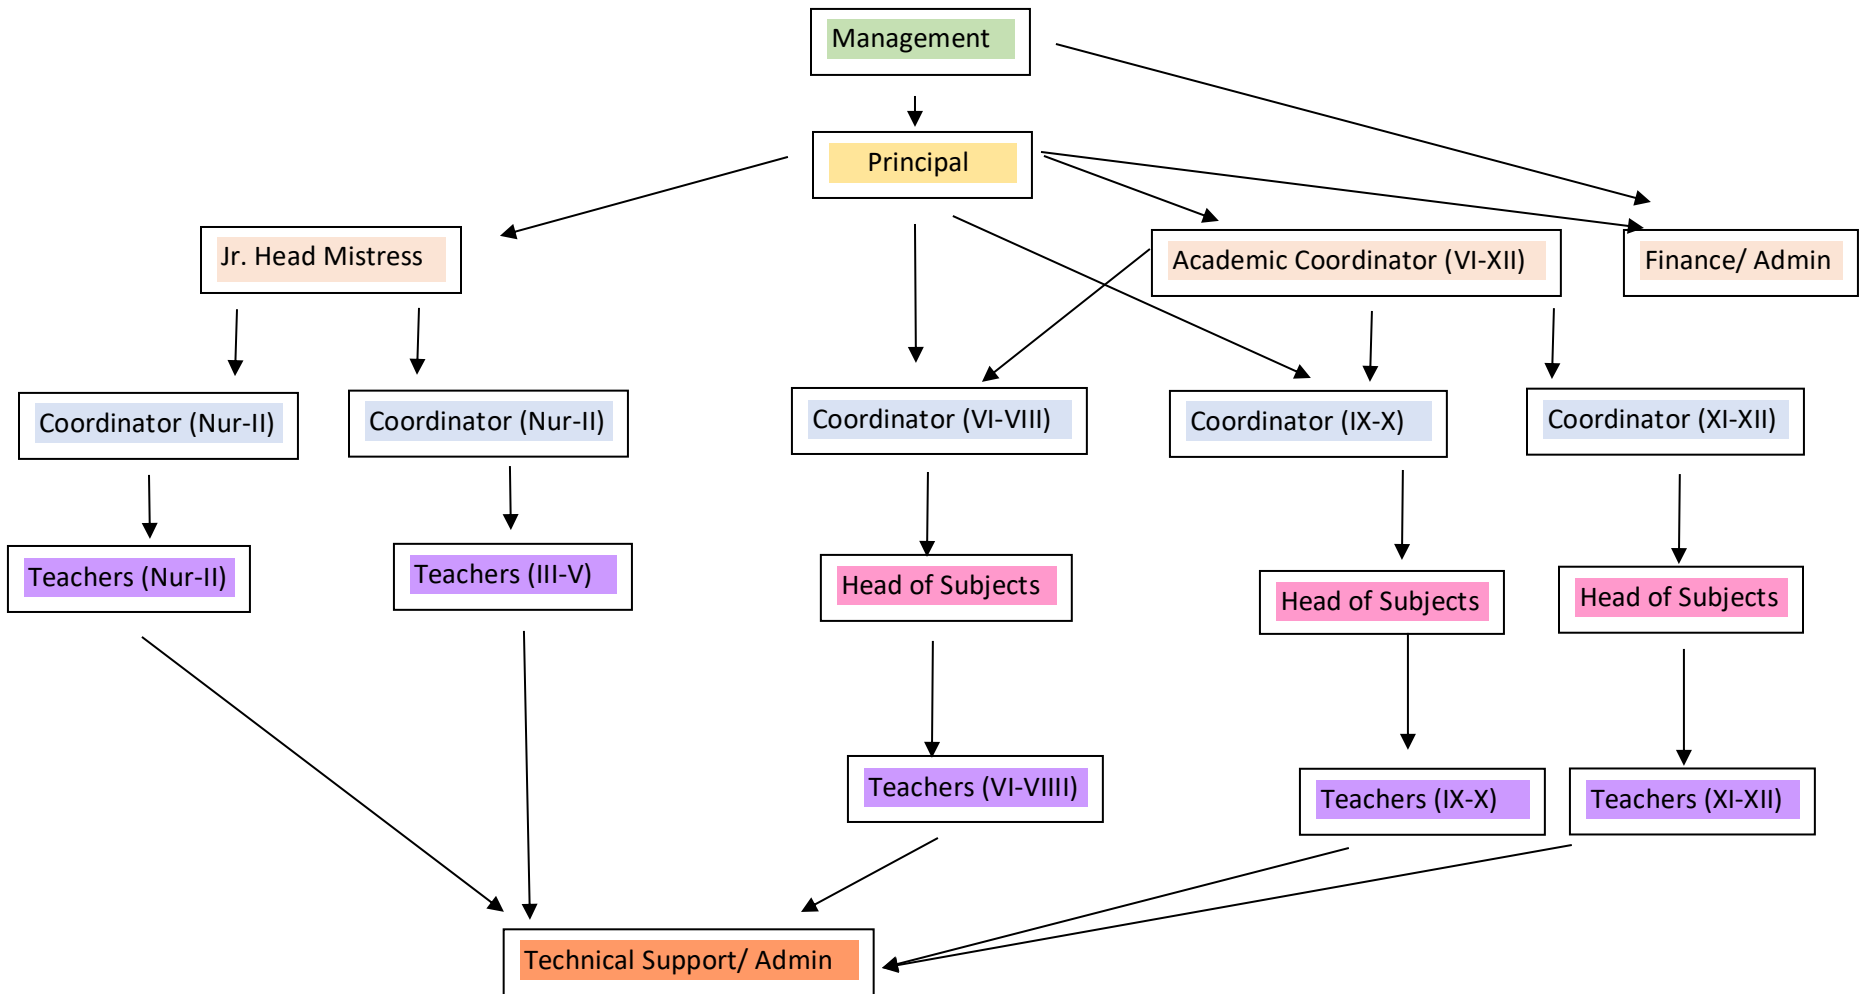 Management
Principal
Jr. Head Mistress
Academic Coordinator (VI-XII)
Finance/ Admin
Coordinator (Nur-II)
Coordinator (Nur-II)
Coordinator (VI-VIII)
Coordinator (IX-X)
Coordinator (XI-XII)
Teachers (Nur-II)
Teachers (III-V)
Head of Subjects
Head of Subjects
Head of Subjects
Teachers (VI-VIIII)
Teachers (IX-X)
Teachers (XI-XII)
Technical Support/ Admin